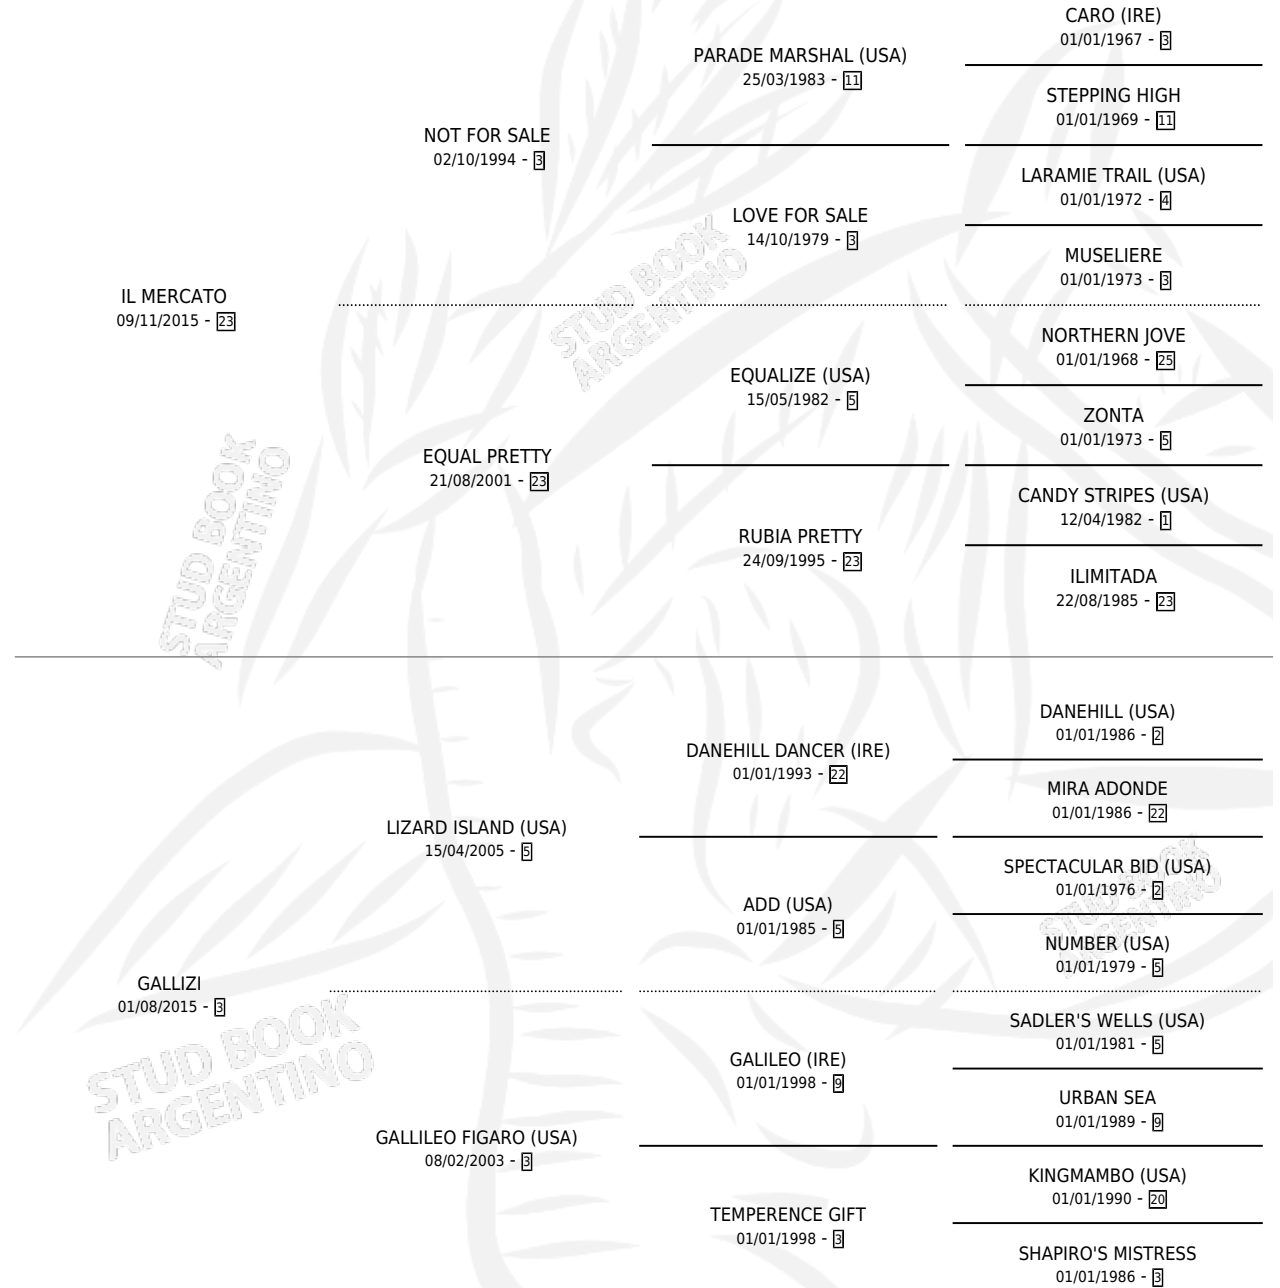 CARO (IRE)
01/01/1967 - 3
PARADE MARSHAL (USA)
25/03/1983 - 11
STEPPING HIGH
01/01/1969 - 11
NOT FOR SALE
02/10/1994 - 3
LARAMIE TRAIL (USA)
01/01/1972 - 4
LOVE FOR SALE
14/10/1979 - 3
MUSELIERE
01/01/1973 - 3
IL MERCATO
09/11/2015 - 23
NORTHERN JOVE
01/01/1968 - 25
EQUALIZE (USA)
15/05/1982 - 5
ZONTA
01/01/1973 - 5
EQUAL PRETTY
21/08/2001 - 23
CANDY STRIPES (USA)
12/04/1982 - 1
RUBIA PRETTY
24/09/1995 - 23
ILIMITADA
22/08/1985 - 23
STUD BOOK
ARGENTINO
STUD BOOK
ARGENTINO
DANEHILL (USA)
01/01/1986 - 2
DANEHILL DANCER (IRE)
01/01/1993 - 22
MIRA ADONDE
01/01/1986 - 22
LIZARD ISLAND (USA)
15/04/2005 - 5
SPECTACULAR BID (USA)
01/01/1976 - 2
ADD (USA)
01/01/1985 - 5
NUMBER (USA)
01/01/1979 - 5
STUD BOOK
ARGENTINO
GALLIZI
01/08/2015 - 3
SADLER'S WELLS (USA)
01/01/1981 - 5
GALILEO (IRE)
01/01/1998 - 9
URBAN SEA
01/01/1989 - 9
STUD BOOK
ARGENTINO
GALLILEO FIGARO (USA)
08/02/2003 - 3
KINGMAMBO (USA)
01/01/1990 - 20
TEMPERENCE GIFT
01/01/1998 - 3
SHAPIRO'S MISTRESS
01/01/1986 - 3